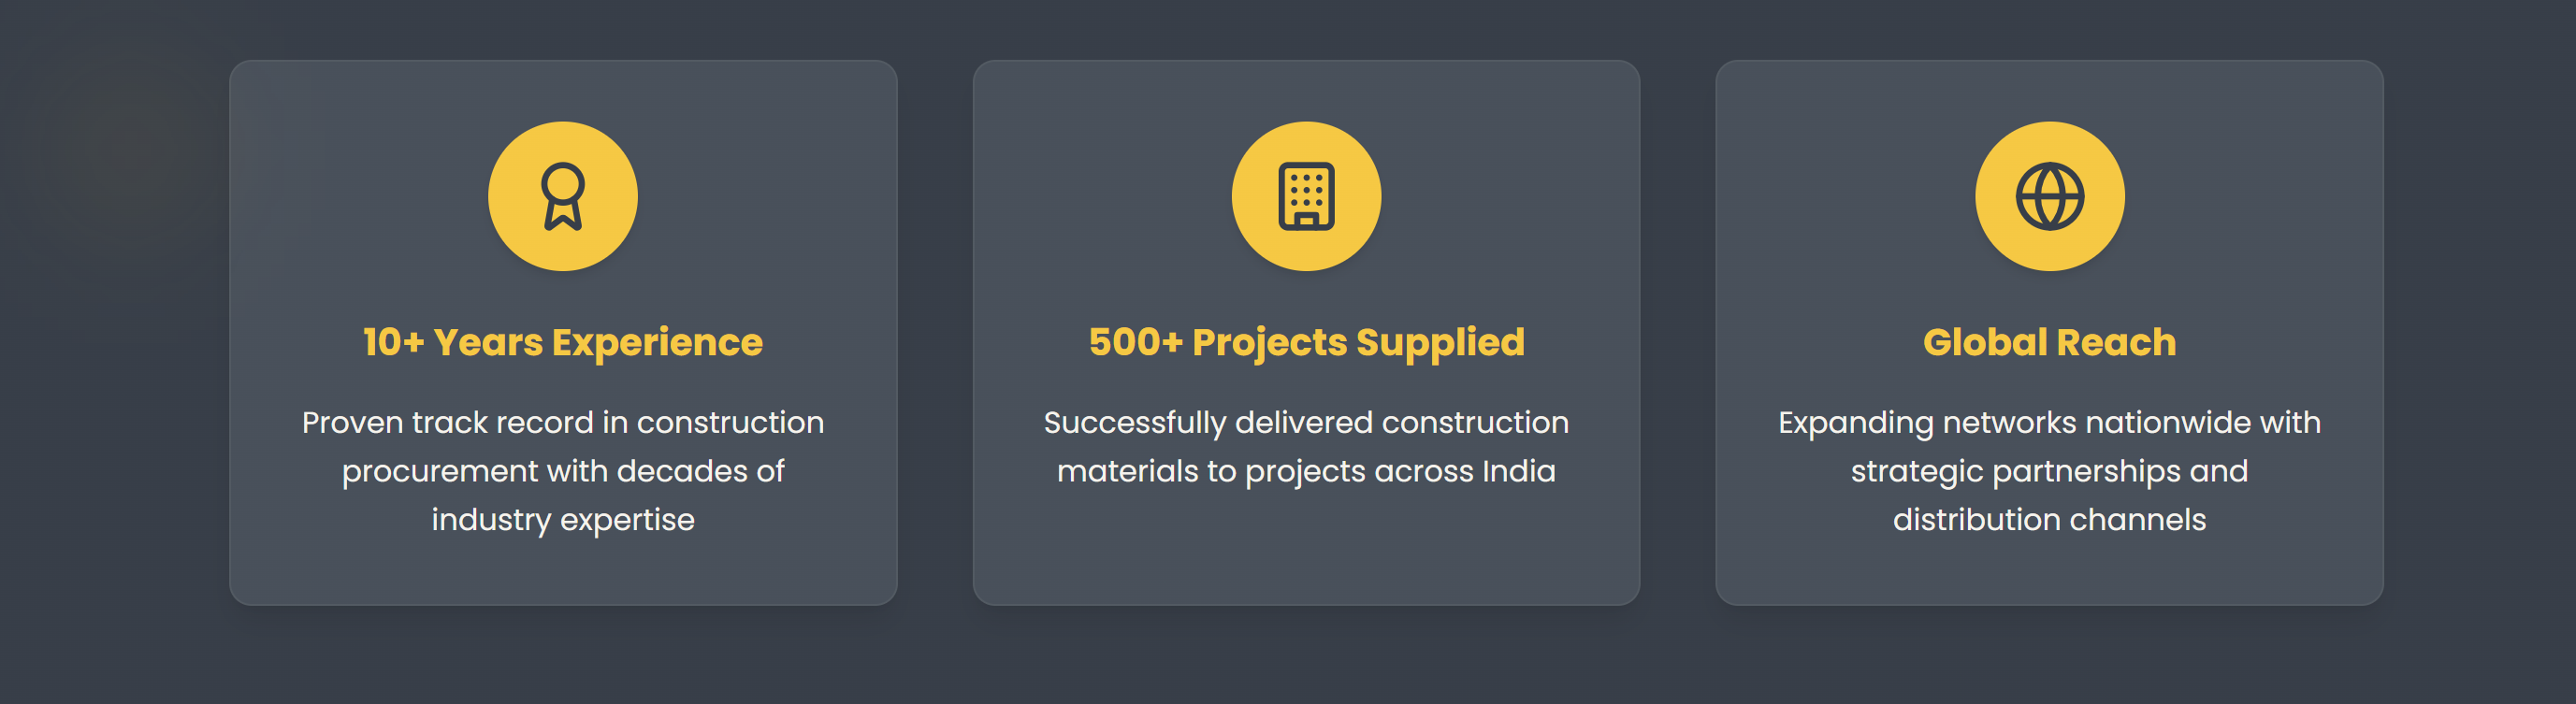 10+ Years Experience
Proven track record in construction
procurement with decades of
industry expertise
500+ Projects Supplied
Successfully delivered construction
materials to projects across India
Global Reach
Expanding networks nationwide with
strategic partnerships and
distribution channels